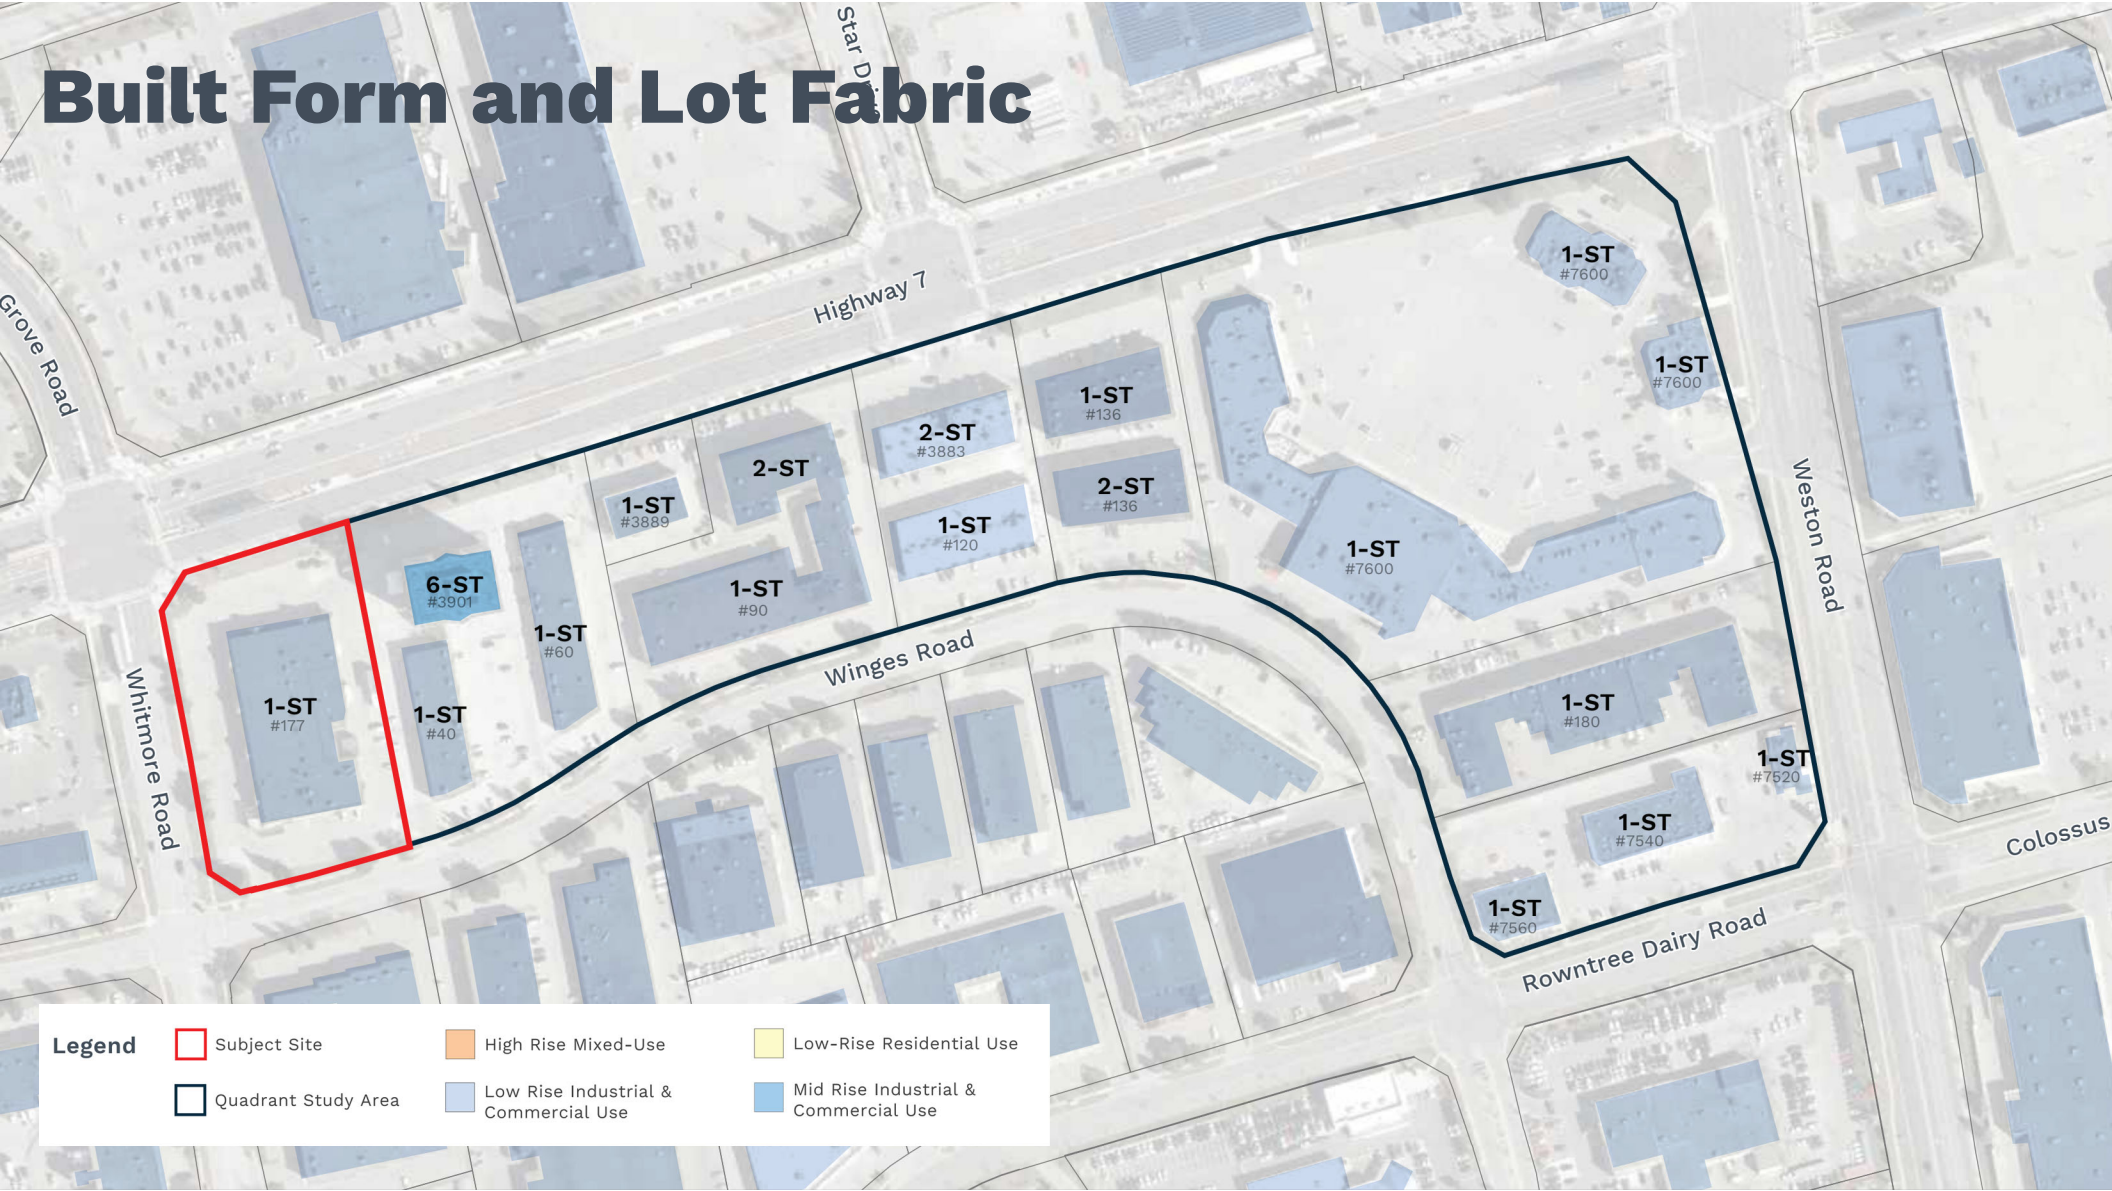 Built Form and Lot Fabric
Star Drive
Grove Road
Highway 7
Whitmore Road
Winges Road
Weston Road
Colossus
Rowntree Dairy Road
1-ST
#7600
1-ST
#7600
1-ST
#136
2-ST
#3883
2-ST
1-ST
#3889
2-ST
#136
1-ST
#120
1-ST
#7600
6-ST
#3901
1-ST
#90
1-ST
#60
1-ST
#177
1-ST
#40
1-ST
#180
1-ST
#7520
1-ST
#7540
1-ST
#7560
Legend
Subject Site
Quadrant Study Area
High Rise Mixed-Use
Low Rise Industrial &
Commercial Use
Low-Rise Residential Use
Mid Rise Industrial &
Commercial Use